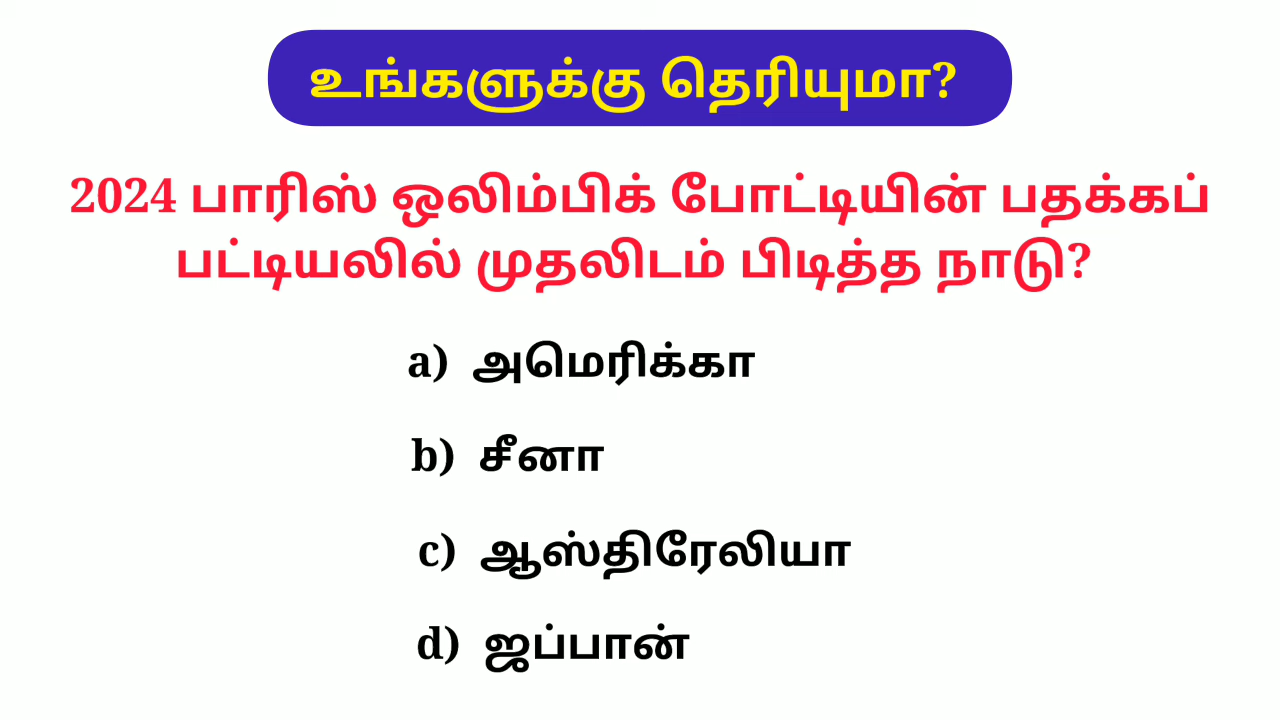 உங்களுக்கு தெரியுமா?
2024 பாரிஸ் ஒலிம்பிக் போட்டியின் பதக்கப்
பட்டியலில் முதலிடம் பிடித்த நாடு?
a) அமெரிக்கா
b) சீனா
c) ஆஸ்திரேலியா
d) ஜப்பான்